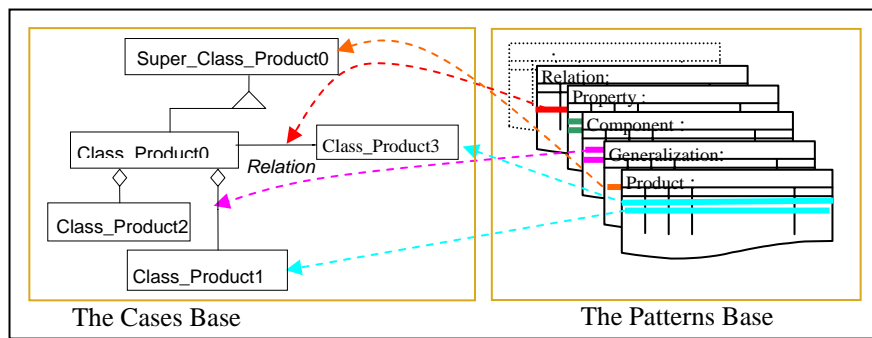 Super_Class_Product0
Class_Product0
Relation
Class_Product3
Class_Product2
Class_Product1
The Cases Base
:
Relation:
Property :
Component :
Generalization:
Product :
The Patterns Base